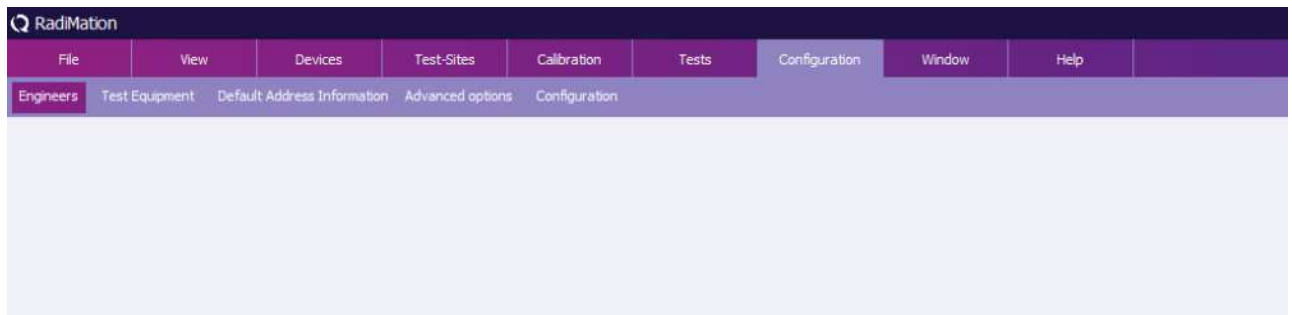 RadiMation
File View Devices Test-Sites Calibration Tests Configuration Window Help
Engineers Test Equipment Default Address Information Advanced options Configuration